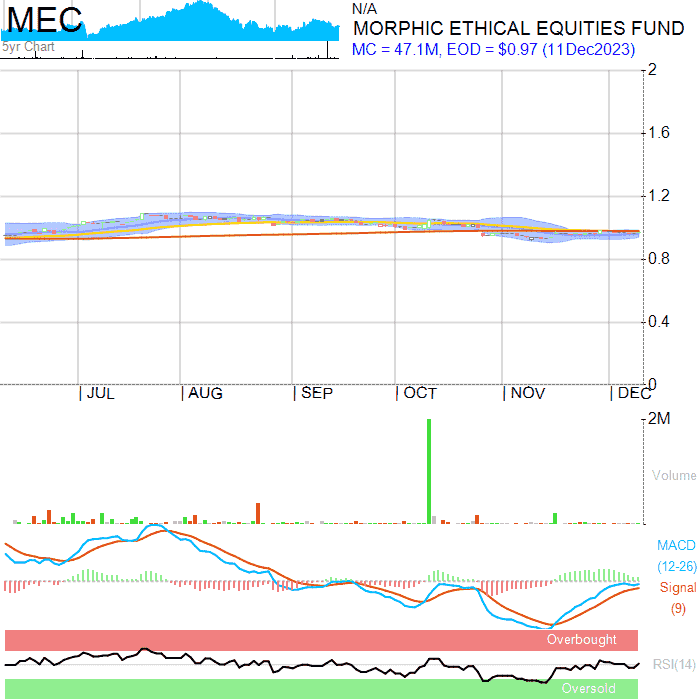 MEC
5yr Chart
N/A
MORPHIC ETHICAL EQUITIES FUND
MC = 47.1M, EOD = $0.97 (11Dec2023)
2
1.6
1.2
0.8
0.4
0
JUL AUG SEP OCT NOV DEC
2M
Volume
MACD
(12-26)
Signal
(9)
Overbought
RSI(14)
Oversold